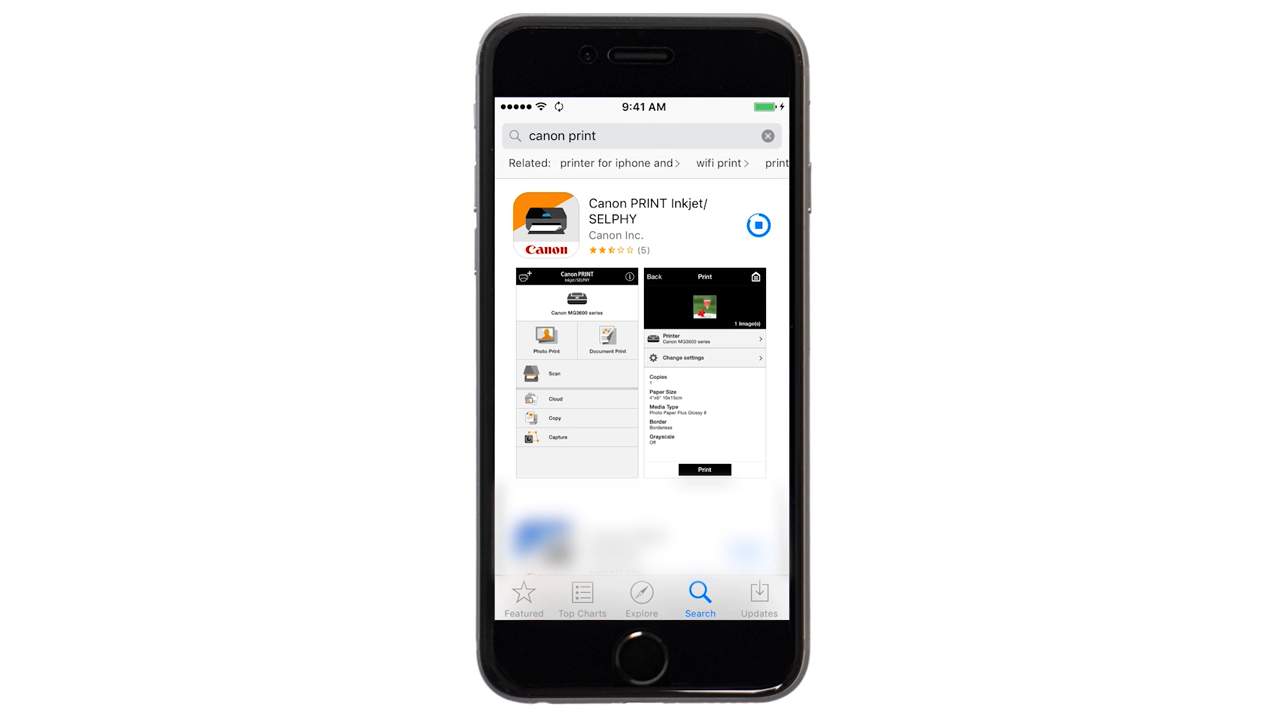 9:41 AM
canon print
Related: printer for iphone and wifi print print
Canon PRINT Inkjet/
SELPHY
Canon Inc.
(5)
Canon
Canon PRINT
Inkjet/SELPHY
Canon MG3600 series
Photo Print Document Print
Scan
Cloud
Copy
Capture
Back Print
1 Image(s)
Printer
Canon MG3600 series
Change settings
Copies
1
Paper Size
4"x6" 10x15cm
Media Type
Photo Paper Plus Glossy II
Border
Borderless
Grayscale
Off
Print
Featured Top Charts Explore Search Updates